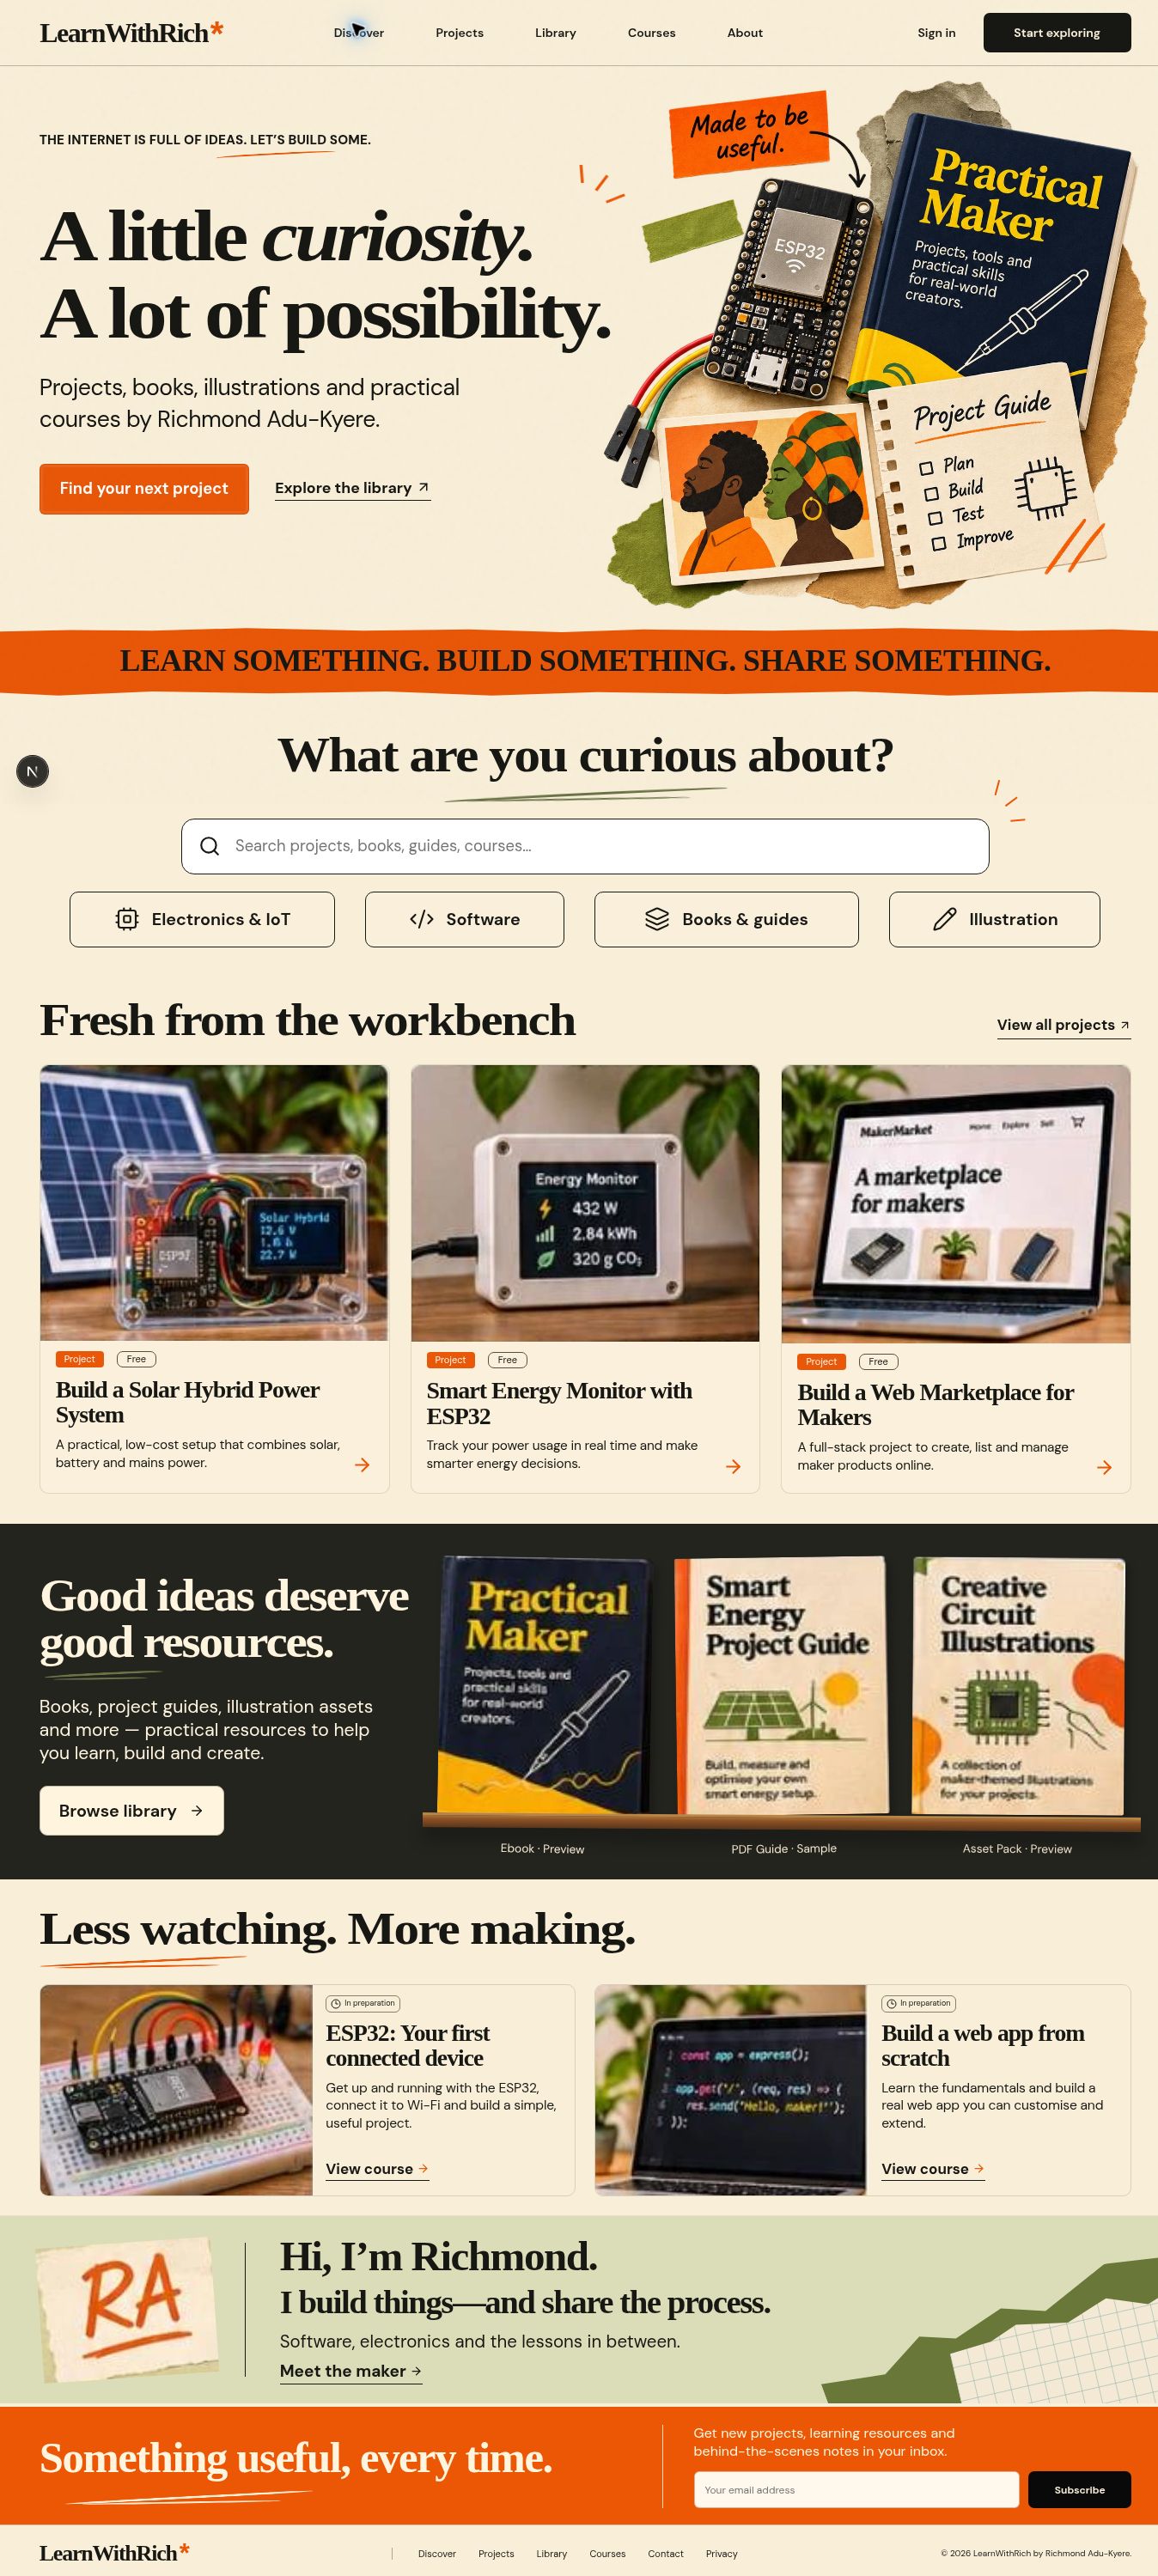 LearnWithRich*
Discover
Projects
Library
Courses
About
Sign in
Start exploring
THE INTERNET IS FULL OF IDEAS. LET’S BUILD SOME.
A little curiosity.
A lot of possibility.
Projects, books, illustrations and practical
courses by Richmond Adu-Kyere.
Find your next project
Explore the library
Made to be
useful.
ESP32
Practical
Maker
Projects, tools and
practical skills
for real-world
creators.
Project Guide
Plan
Build
Test
Improve
LEARN SOMETHING. BUILD SOMETHING. SHARE SOMETHING.
What are you curious about?
N
Search projects, books, guides, courses...
Electronics & IoT
Software
Books & guides
Illustration
Fresh from the workbench
View all projects
Solar Hybrid
12.6 V
22.7 W
Energy Monitor
432 W
2.84 kWh
320 g CO₂
MakerMarket
Home Explore Sell
A marketplace
for makers
Project Free
Build a Solar Hybrid Power
System
A practical, low-cost setup that combines solar,
battery and mains power.
Project Free
Smart Energy Monitor with
ESP32
Track your power usage in real time and make
smarter energy decisions.
Project Free
Build a Web Marketplace for
Makers
A full-stack project to create, list and manage
maker products online.
Good ideas deserve
good resources.
Books, project guides, illustration assets
and more — practical resources to help
you learn, build and create.
Browse library
Practical
Maker
Projects, tools and
practical skills
for real-world
creators.
Ebook · Preview
Smart
Energy
Project Guide
Build, measure and
optimise your own
smart energy setup.
PDF Guide · Sample
Creative
Circuit
Illustrations
A collection of
maker-themed illustrations
for your projects.
Asset Pack · Preview
Less watching. More making.
In preparation
ESP32: Your first
connected device
Get up and running with the ESP32,
connect it to Wi-Fi and build a simple,
useful project.
View course
const app = express();
app.get("/", (req, res) => {
res.send("Hello, maker!");
});
In preparation
Build a web app from
scratch
Learn the fundamentals and build a
real web app you can customise and
extend.
View course
RA
Hi, I’m Richmond.
I build things—and share the process.
Software, electronics and the lessons in between.
Meet the maker
Something useful, every time.
Get new projects, learning resources and
behind-the-scenes notes in your inbox.
Your email address
Subscribe
LearnWithRich*
Discover
Projects
Library
Courses
Contact
Privacy
© 2026 LearnWithRich by Richmond Adu-Kyere.